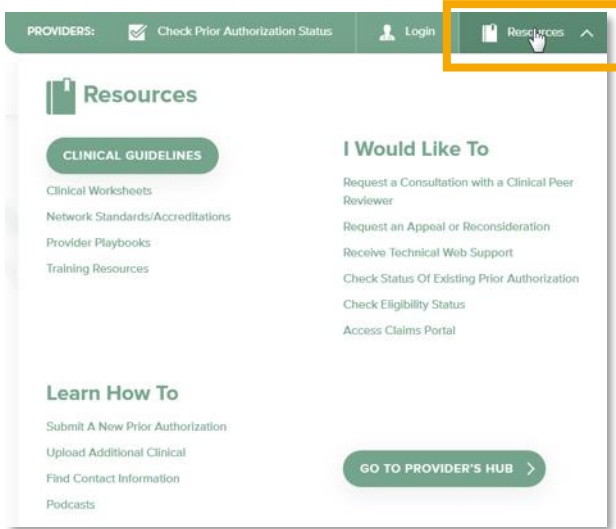 PROVIDERS: Check Prior Authorization Status Login Resources
Resources
CLINICAL GUIDELINES
Clinical Worksheets
Network Standards/Accreditations
Provider Playbooks
Training Resources
I Would Like To
Request a Consultation with a Clinical Peer
Reviewer
Request an Appeal or Reconsideration
Receive Technical Web Support
Check Status Of Existing Prior Authorization
Check Eligibility Status
Access Claims Portal
Learn How To
Submit A New Prior Authorization
Upload Additional Clinical
Find Contact Information
Podcasts
GO TO PROVIDER'S HUB